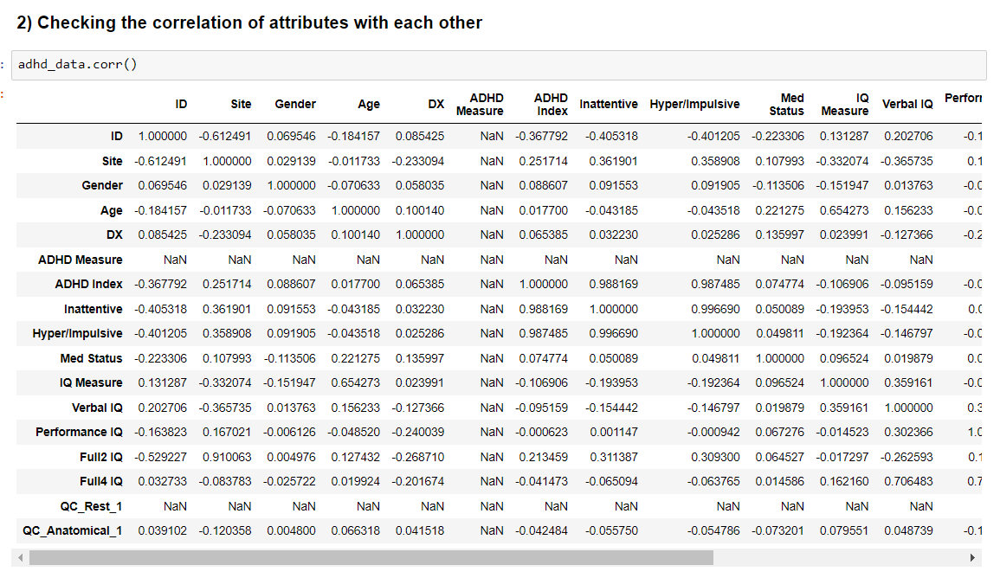 2) Checking the correlation of attributes with each other
: adhd_data.corr()
:
ID Site Gender Age DX ADHD Measure ADHD Index Inattentive Hyper/Impulsive Med Status IQ Measure Verbal IQ Perforr
ID 1.000000 -0.612491 0.069546 -0.184157 0.085425 NaN -0.367792 -0.405318 -0.401205 -0.223306 0.131287 0.202706 -0.1
Site -0.612491 1.000000 0.029139 -0.011733 -0.233094 NaN 0.251714 0.361901 0.358908 0.107993 -0.332074 -0.365735 0.1
Gender 0.069546 0.029139 1.000000 -0.070633 0.058035 NaN 0.088607 0.091553 0.091905 -0.113506 -0.151947 0.013763 -0.0
Age -0.184157 -0.011733 -0.070633 1.000000 0.100140 NaN 0.017700 -0.043185 -0.043518 0.221275 0.654273 0.156233 -0.0
DX 0.085425 -0.233094 0.058035 0.100140 1.000000 NaN 0.065385 0.032230 0.025286 0.135997 0.023991 -0.127366 -0.2
ADHD Measure NaN NaN NaN NaN NaN NaN NaN NaN NaN NaN NaN NaN
ADHD Index -0.367792 0.251714 0.088607 0.017700 0.065385 NaN 1.000000 0.988169 0.987485 0.074774 -0.106906 -0.095159 -0.0
Inattentive -0.405318 0.361901 0.091553 -0.043185 0.032230 NaN 0.988169 1.000000 0.996690 0.050089 -0.193953 -0.154442 0.0
Hyper/Impulsive -0.401205 0.358908 0.091905 -0.043518 0.025286 NaN 0.987485 0.996690 1.000000 0.049811 -0.192364 -0.146797 -0.0
Med Status -0.223306 0.107993 -0.113506 0.221275 0.135997 NaN 0.074774 0.050089 0.049811 1.000000 0.096524 0.019879 0.0
IQ Measure 0.131287 -0.332074 -0.151947 0.654273 0.023991 NaN -0.106906 -0.193953 -0.192364 0.096524 1.000000 0.359161 -0.0
Verbal IQ 0.202706 -0.365735 0.013763 0.156233 -0.127366 NaN -0.095159 -0.154442 -0.146797 0.019879 0.359161 1.000000 0.3
Performance IQ -0.163823 0.167021 -0.006126 -0.048520 -0.240039 NaN -0.000623 0.001147 -0.000942 0.067276 -0.014523 0.302366 1.0
Full2 IQ -0.529227 0.910063 0.004976 0.127432 -0.268710 NaN 0.213459 0.311387 0.309300 0.064527 -0.017297 -0.262593 0.1
Full4 IQ 0.032733 -0.083783 -0.025722 0.019924 -0.201674 NaN -0.041473 -0.065094 -0.063765 0.014586 0.162160 0.706483 0.7
QC_Rest_1 NaN NaN NaN NaN NaN NaN NaN NaN NaN NaN NaN NaN
QC_Anatomical_1 0.039102 -0.120358 0.004800 0.066318 0.041518 NaN -0.042484 -0.055750 -0.054786 -0.073201 0.079551 0.048739 -0.1